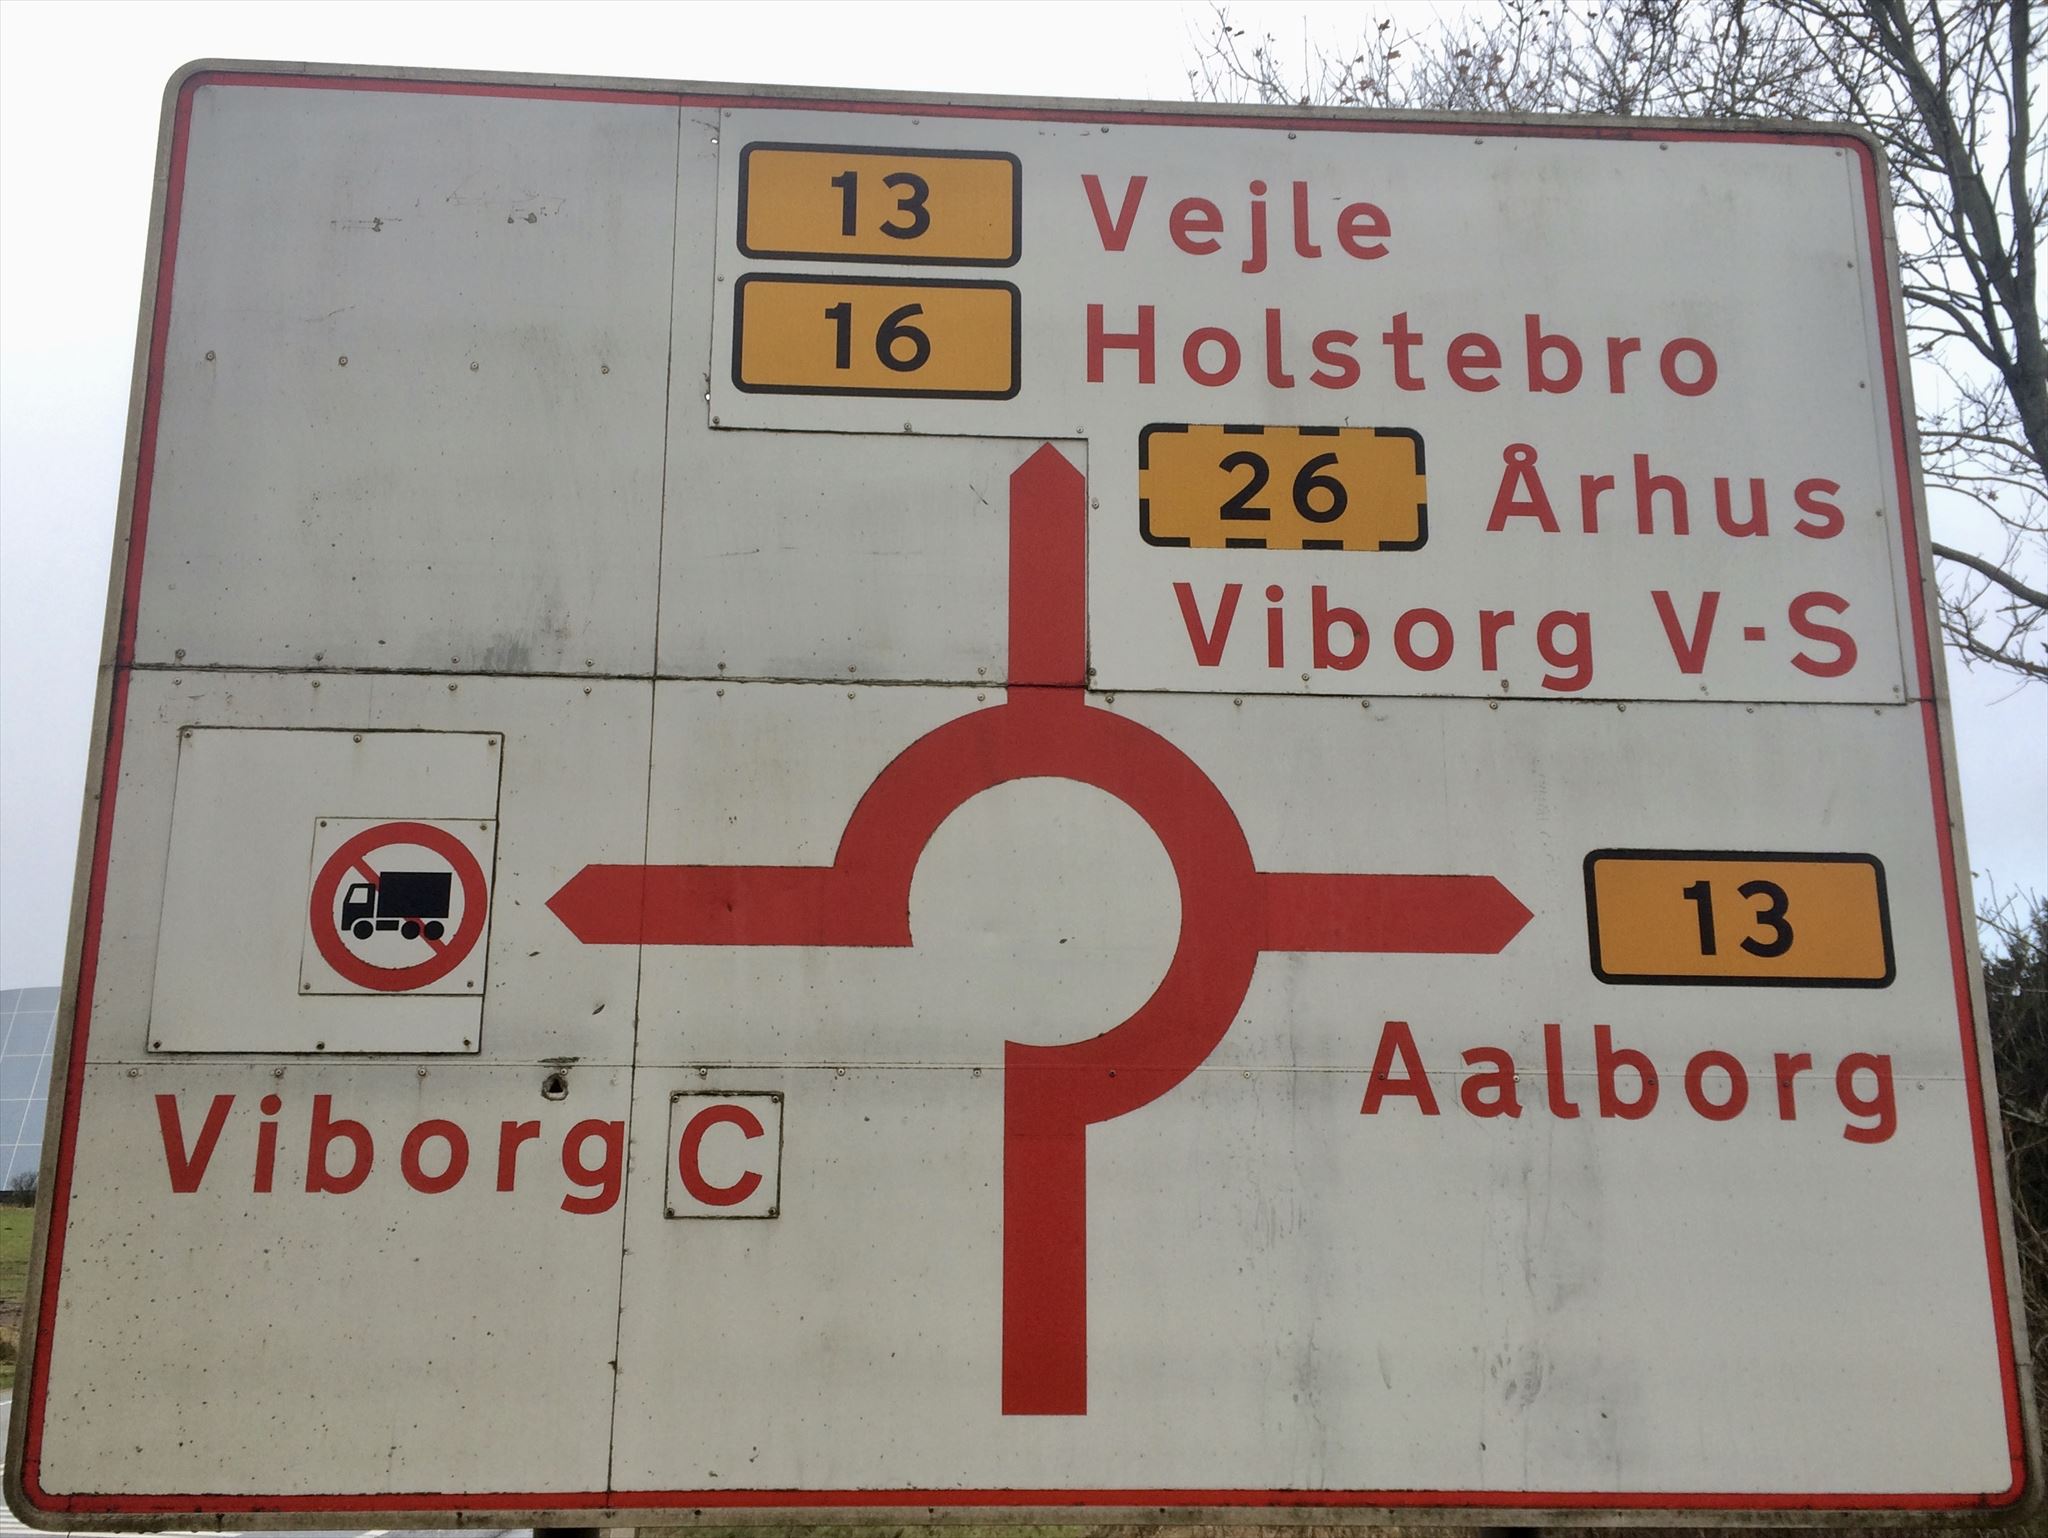 13 Vejle
16 Holstebro
26 Århus
Viborg V-S
13
Aalborg
Viborg C